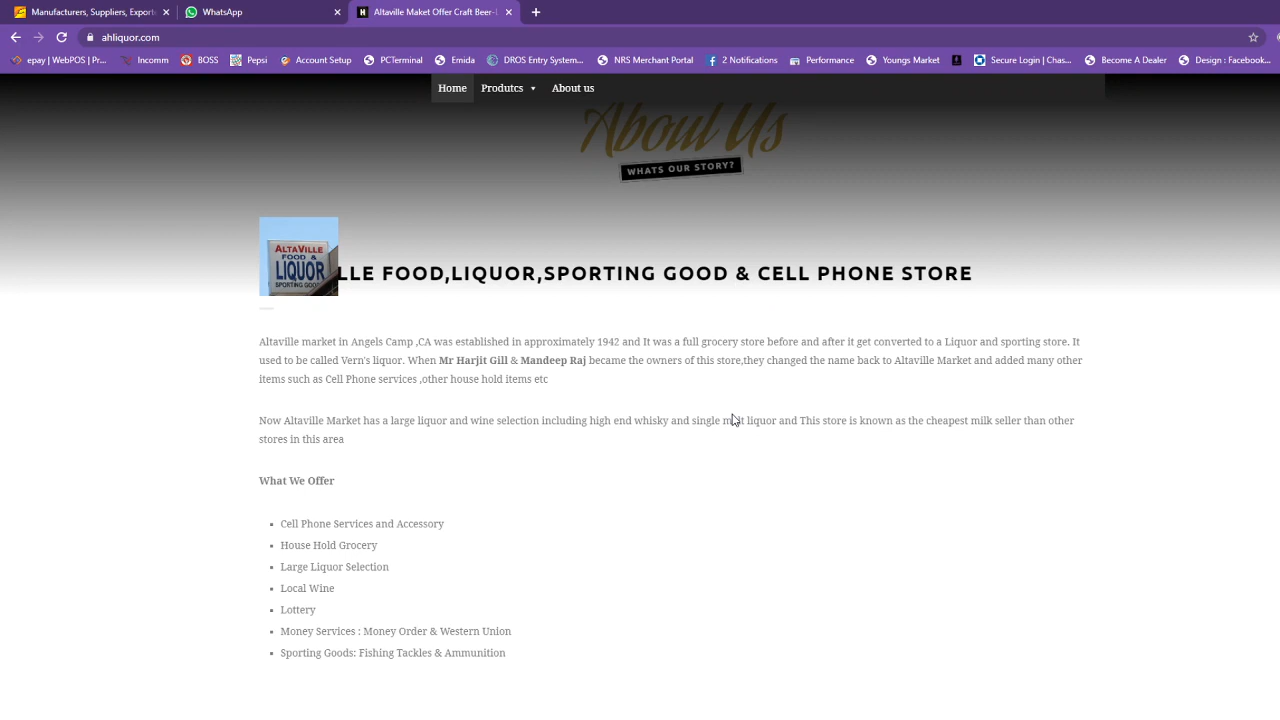 Manufacturers, Suppliers, Export
WhatsApp
Altaville Maket Offer Craft Beer-
ahliquor.com
epay | WebPOS | Pr... Incomm BOSS Pepsi Account Setup PCTerminal Emida DROS Entry System... NRS Merchant Portal 2 Notifications Performance Youngs Market Secure Login | Chas... Become A Dealer Design : Facebook...
Home Produtcs About us
About Us
WHATS OUR STORY?
ALTAVILLE
FOOD &
LIQUOR
SPORTING GOODS
LLE FOOD,LIQUOR,SPORTING GOOD & CELL PHONE STORE
Altaville market in Angels Camp ,CA was established in approximately 1942 and It was a full grocery store before and after it get converted to a Liquor and sporting store. It
used to be called Vern's liquor. When Mr Harjit Gill & Mandeep Raj became the owners of this store,they changed the name back to Altaville Market and added many other
items such as Cell Phone services ,other house hold items etc
Now Altaville Market has a large liquor and wine selection including high end whisky and single malt liquor and This store is known as the cheapest milk seller than other
stores in this area
What We Offer
Cell Phone Services and Accessory
House Hold Grocery
Large Liquor Selection
Local Wine
Lottery
Money Services : Money Order & Western Union
Sporting Goods: Fishing Tackles & Ammunition